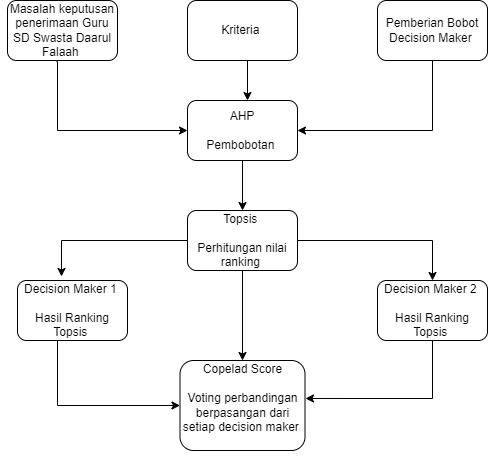 Masalah keputusan
penerimaan Guru
SD Swasta Daarul
Falaah
Kriteria
Pemberian Bobot
Decision Maker
AHP
Pembobotan
Topsis
Perhitungan nilai
ranking
Decision Maker 1
Hasil Ranking
Topsis
Decision Maker 2
Hasil Ranking
Topsis
Copelad Score
Voting perbandingan
berpasangan dari
setiap decision maker